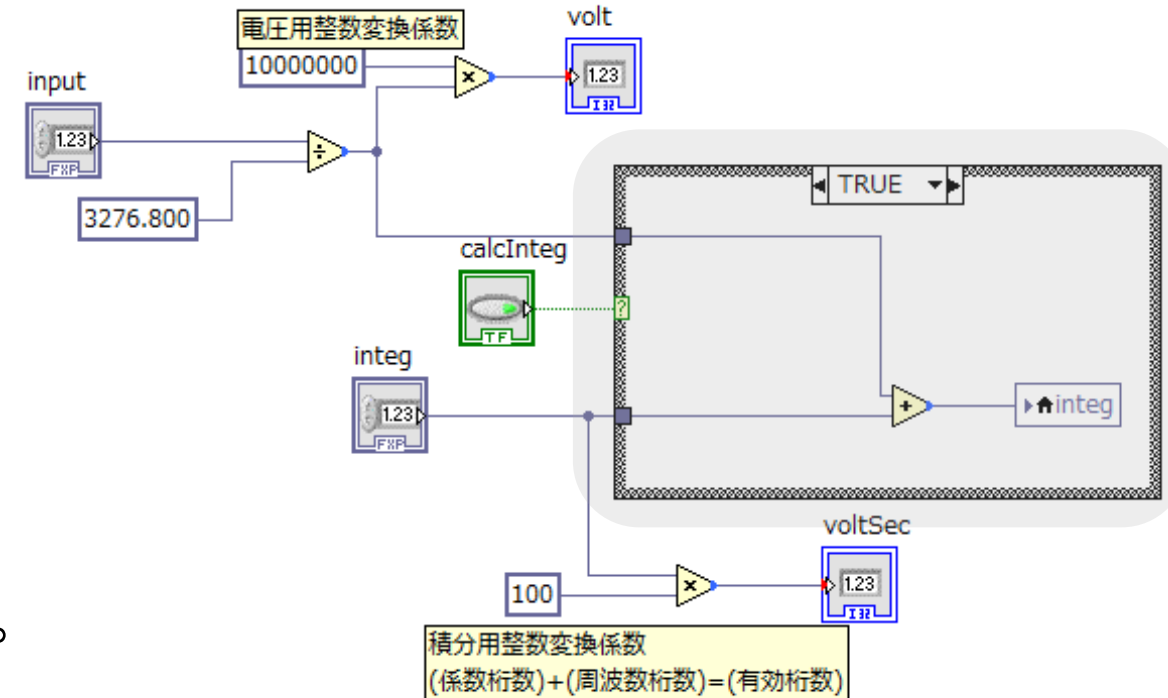 volt
電圧用整数変換係数
10000000
1.23
I32
input
1.23
FXP
3276.800
TRUE
calcInteg
?
TF
integ
1.23
FXP
integ
voltSec
100
1.23
I32
積分用整数変換係数
(係数桁数)+(周波数桁数)=(有効桁数)
。